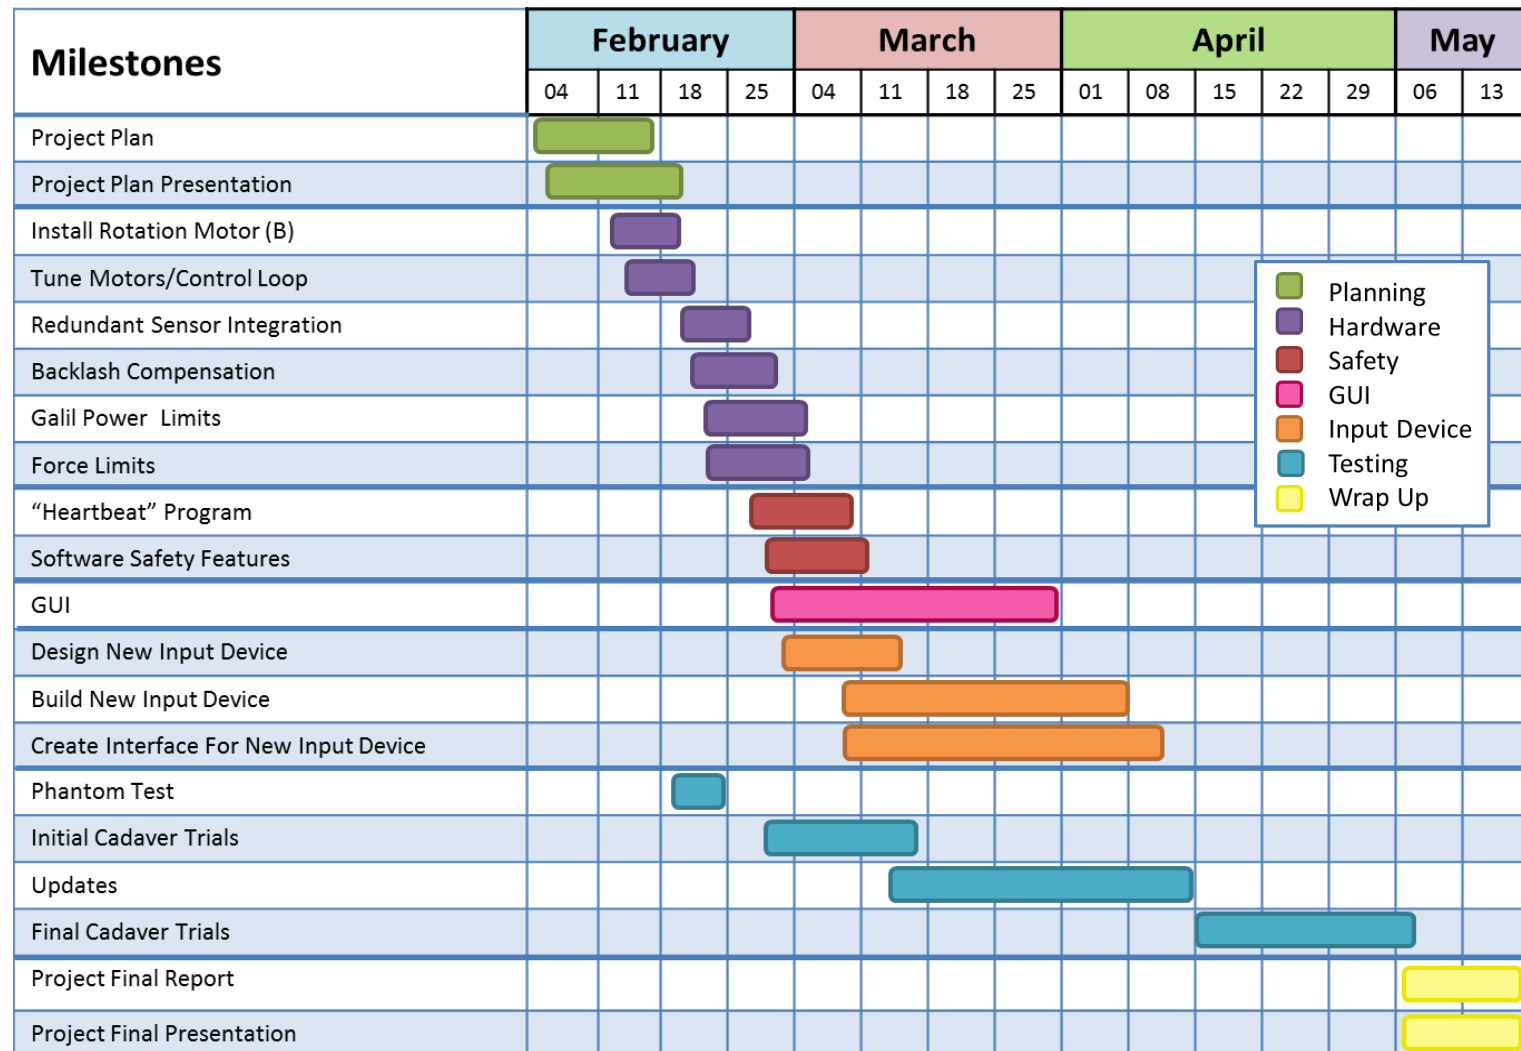 Milestones
February March April May
04 11 18 25 04 11 18 25 01 08 15 22 29 06 13
Project Plan
Project Plan Presentation
Install Rotation Motor (B)
Tune Motors/Control Loop
Redundant Sensor Integration
Backlash Compensation
Galil Power  Limits
Force Limits
“Heartbeat” Program
Software Safety Features
GUI
Design New Input Device
Build New Input Device
Create Interface For New Input Device
Phantom Test
Initial Cadaver Trials
Updates
Final Cadaver Trials
Project Final Report
Project Final Presentation
Planning
Hardware
Safety
GUI
Input Device
Testing
Wrap Up